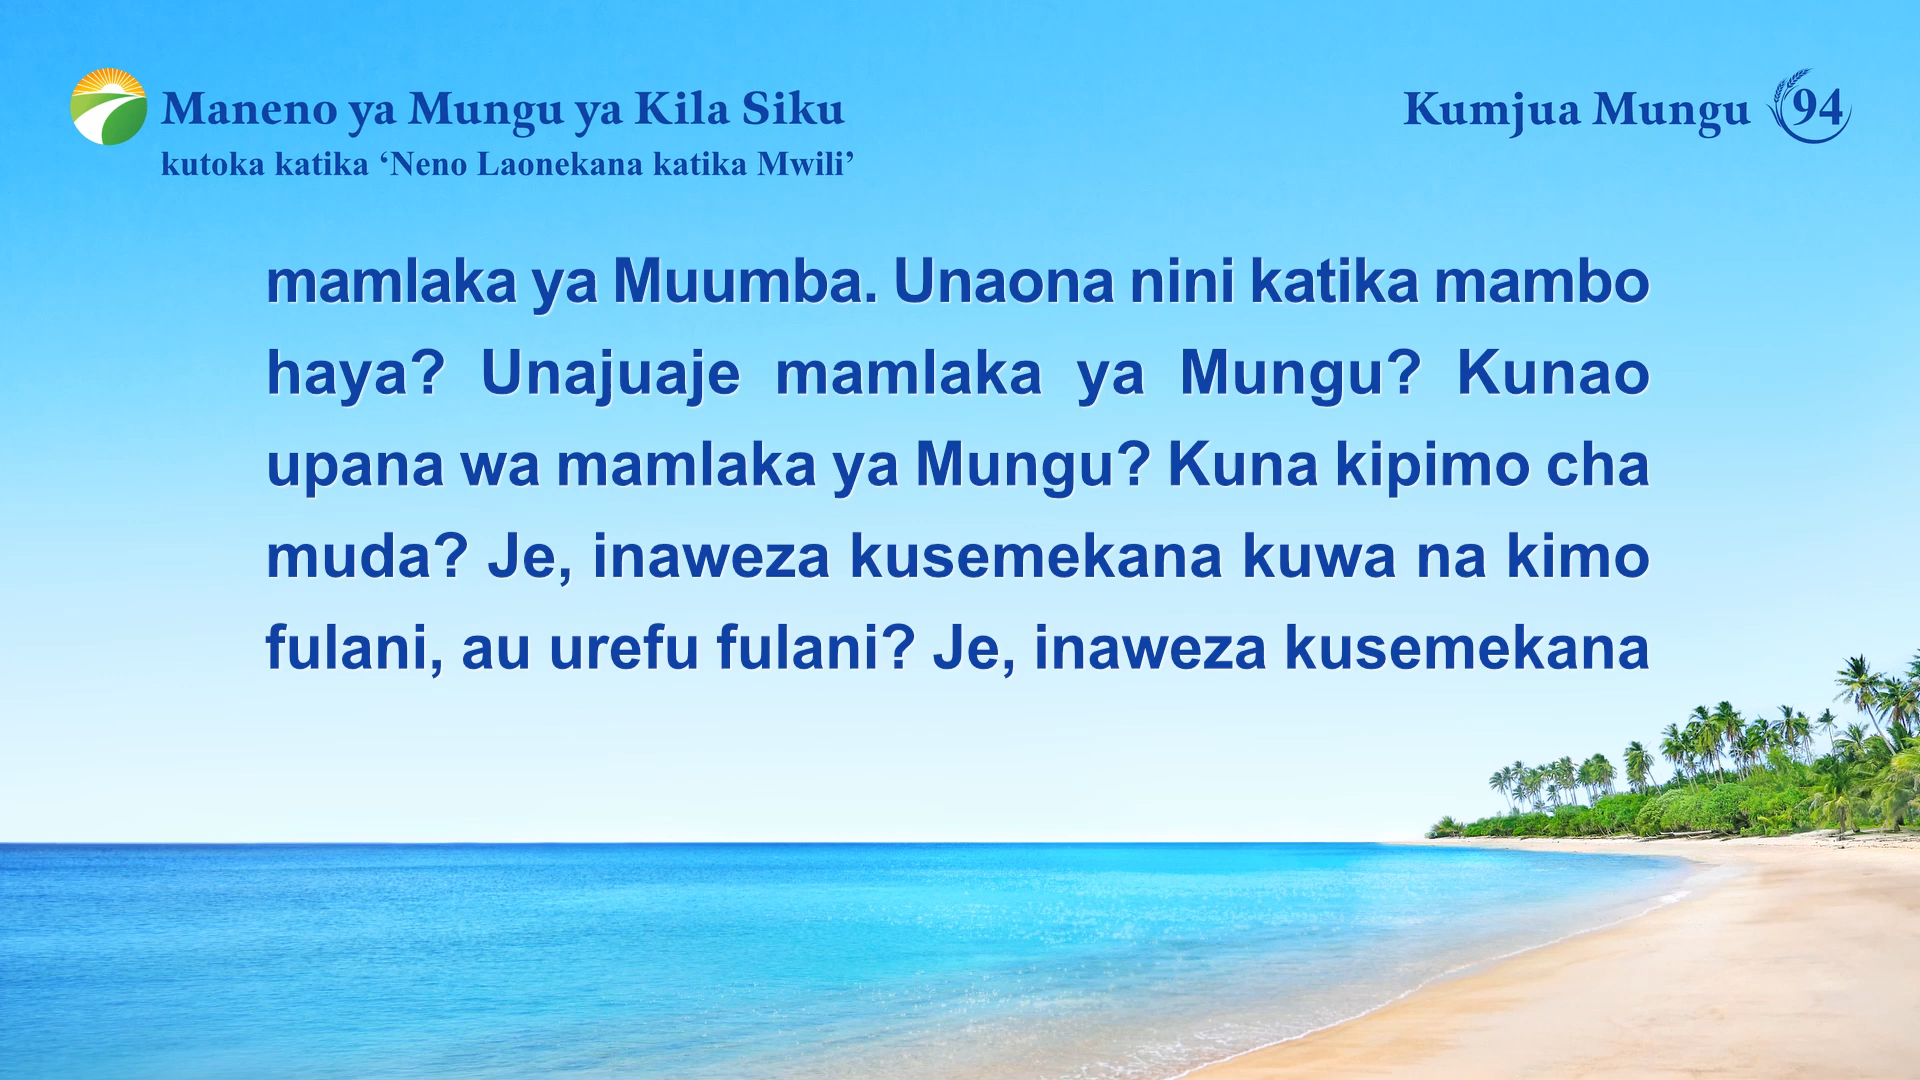 Maneno ya Mungu ya Kila Siku
kutoka katika ‘Neno Laonekana katika Mwili’
Kumjua Mungu 94
mamlaka ya Muumba. Unaona nini katika mambo
haya? Unajuaje mamlaka ya Mungu? Kunao
upana wa mamlaka ya Mungu? Kuna kipimo cha
muda? Je, inaweza kusemekana kuwa na kimo
fulani, au urefu fulani? Je, inaweza kusemekana